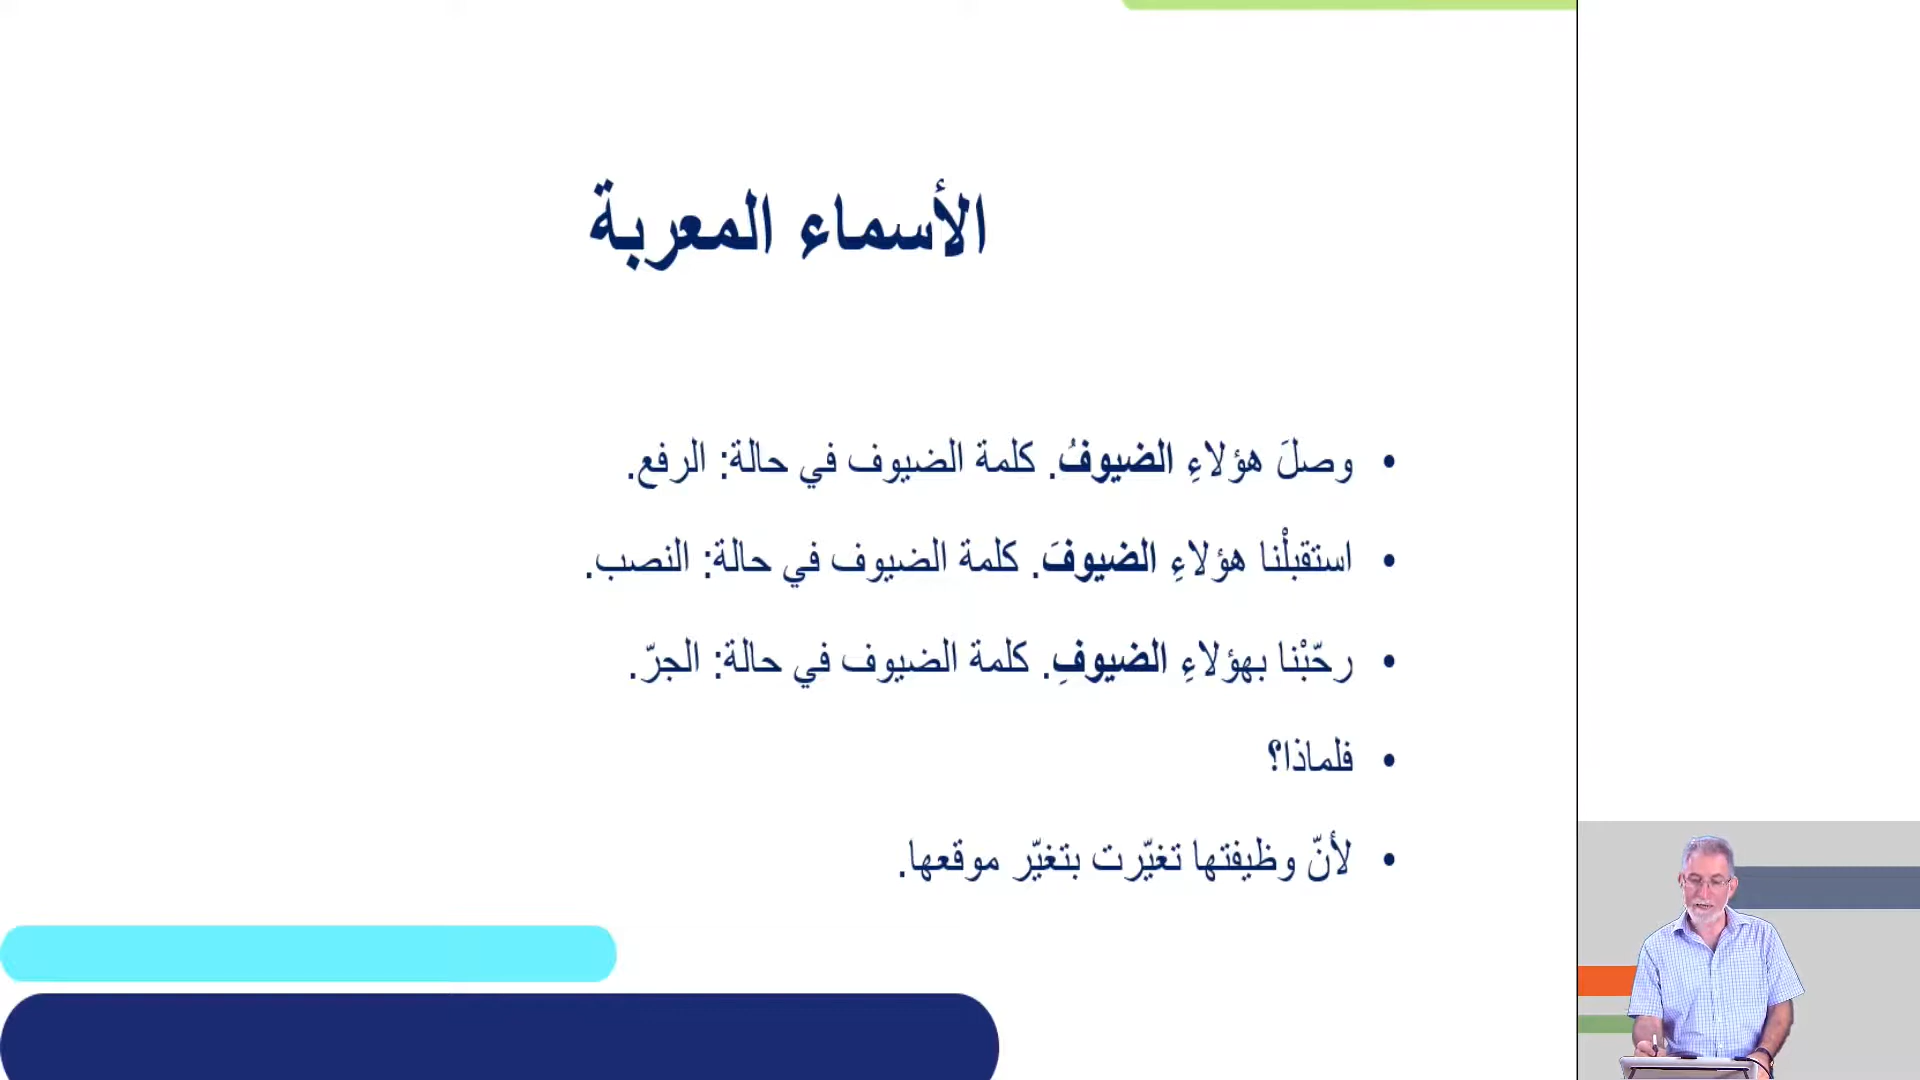 الأسماء المعربة
• وصلَ هؤلاءِ الضيوفُ. كلمة الضيوف في حالة: الرفع.
• استقبلْنا هؤلاءِ الضيوفَ. كلمة الضيوف في حالة: النصب.
• رحّبْنا بهؤلاءِ الضيوفِ. كلمة الضيوف في حالة: الجرّ.
• فلماذا؟
• لأنّ وظيفتها تغيّرت بتغيّر موقعها.